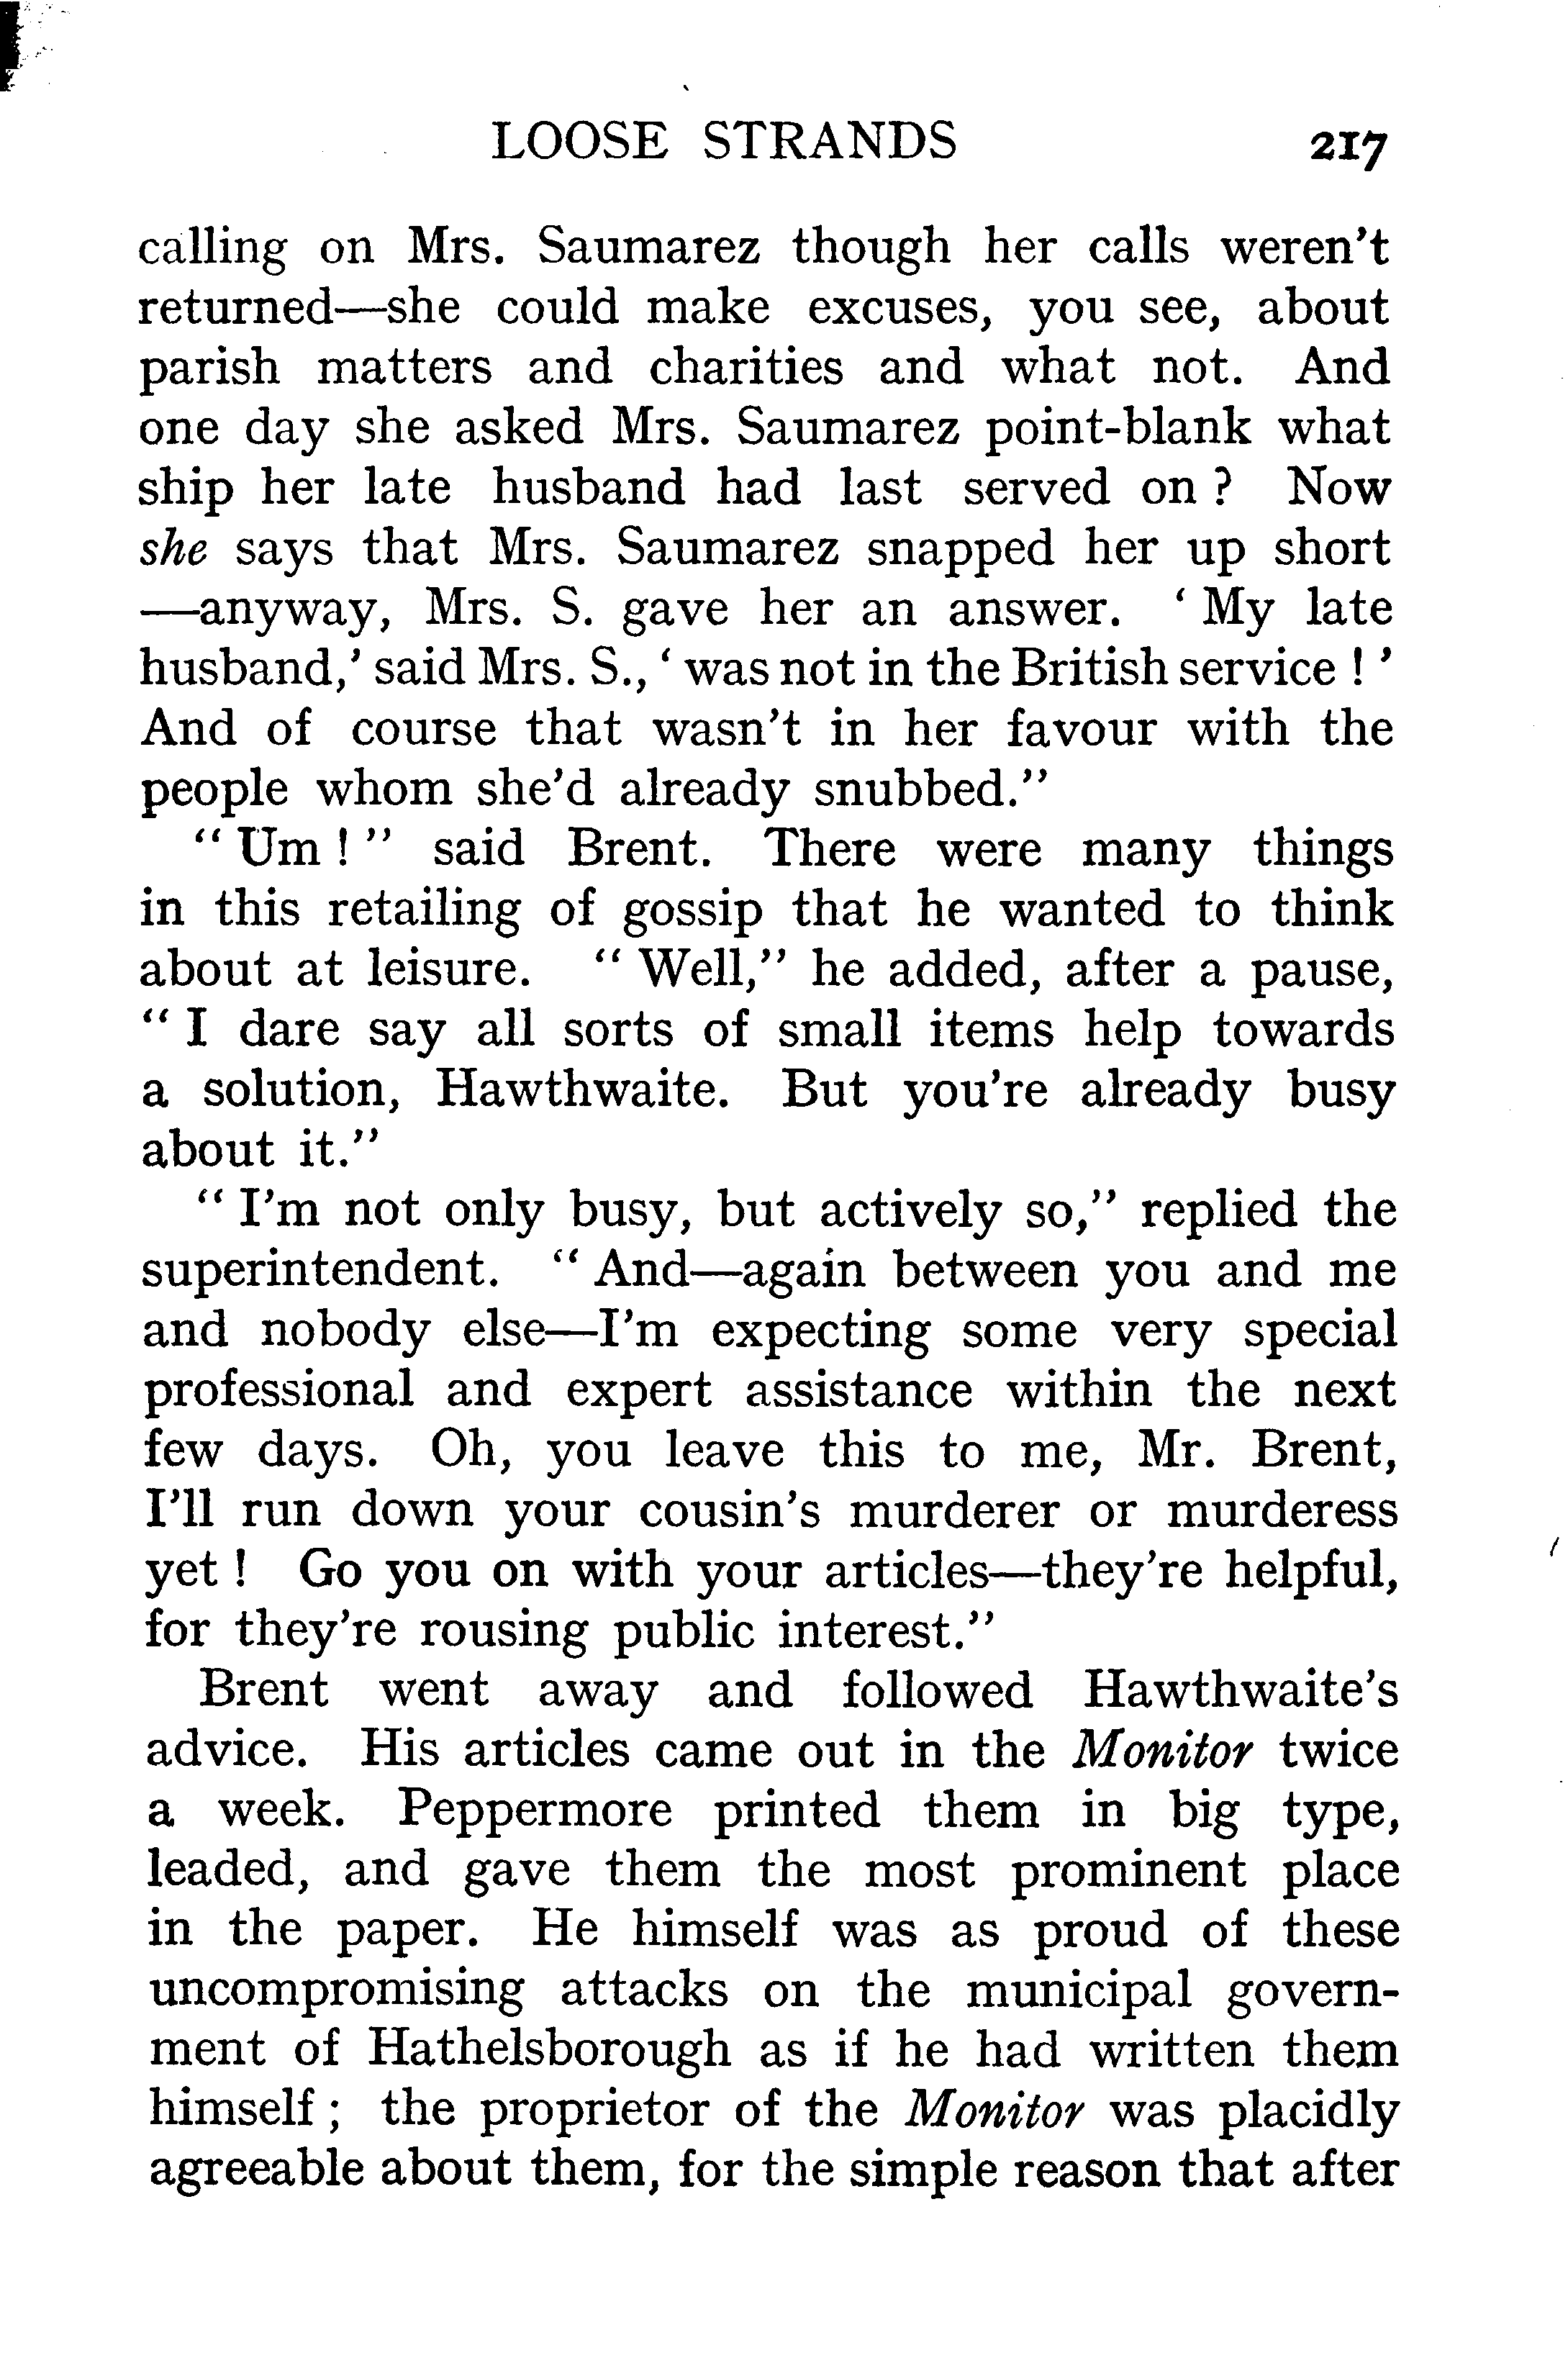 LOOSE STRANDS 217
calling on Mrs. Saumarez though her calls weren't
returned—she could make excuses, you see, about
parish matters and charities and what not. And
one day she asked Mrs. Saumarez point-blank what
ship her late husband had last served on ? Now
she says that Mrs. Saumarez snapped her up short
—anyway, Mrs. S. gave her an answer. ‘ My late
husband,’ said Mrs. S., ‘ was not in the British service ! ’
And of course that wasn't in her favour with the
people whom she'd already snubbed.”
“ Um ! ” said Brent. There were many things
in this retailing of gossip that he wanted to think
about at leisure. “ Well,” he added, after a pause,
“ I dare say all sorts of small items help towards
a solution, Hawthwaite. But you're already busy
about it.”
“ I'm not only busy, but actively so,” replied the
superintendent. “ And—again between you and me
and nobody else—I'm expecting some very special
professional and expert assistance within the next
few days. Oh, you leave this to me, Mr. Brent,
I'll run down your cousin's murderer or murderess
yet ! Go you on with your articles—they're helpful,
for they're rousing public interest.”
Brent went away and followed Hawthwaite's
advice. His articles came out in the Monitor twice
a week. Peppermore printed them in big type,
leaded, and gave them the most prominent place
in the paper. He himself was as proud of these
uncompromising attacks on the municipal govern-
ment of Hathelsborough as if he had written them
himself ; the proprietor of the Monitor was placidly
agreeable about them, for the simple reason that after